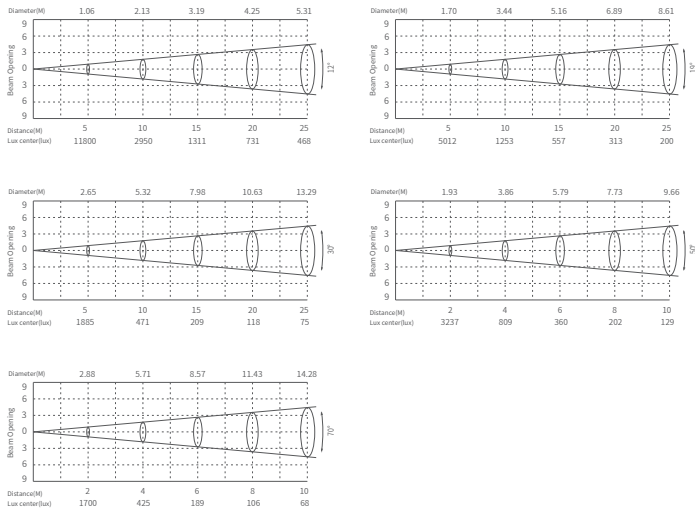 Diameter(M) 1.06 2.13 3.19 4.25 5.31
9
6
3
0
3
6
9
Beam Opening
12°
Distance(M) 5 10 15 20 25
Lux center(lux) 11800 2950 1311 731 468
Diameter(M) 1.70 3.44 5.16 6.89 8.61
9
6
3
0
3
6
9
Beam Opening
19°
Distance(M) 5 10 15 20 25
Lux center(lux) 5012 1253 557 313 200
Diameter(M) 2.65 5.32 7.98 10.63 13.29
9
6
3
0
3
6
9
Beam Opening
30°
Distance(M) 5 10 15 20 25
Lux center(lux) 1885 471 209 118 75
Diameter(M) 1.93 3.86 5.79 7.73 9.66
9
6
3
0
3
6
9
Beam Opening
50°
Distance(M) 2 4 6 8 10
Lux center(lux) 3237 809 360 202 129
Diameter(M) 2.88 5.71 8.57 11.43 14.28
9
6
3
0
3
6
9
Beam Opening
70°
Distance(M) 2 4 6 8 10
Lux center(lux) 1700 425 189 106 68